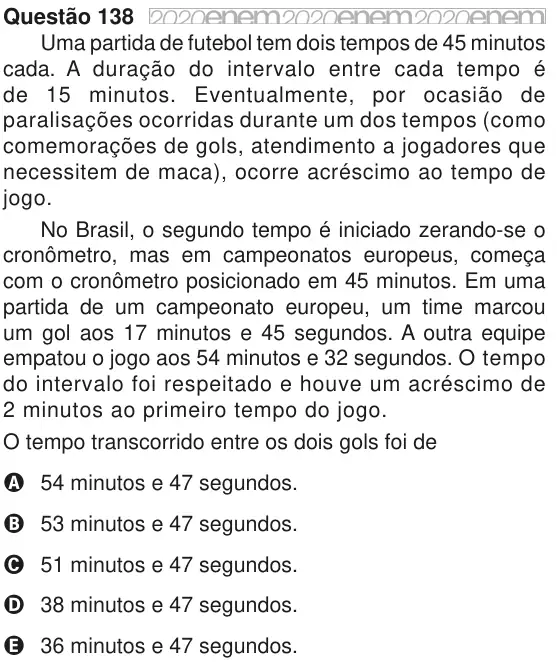 Questão 138 2020enem2020enem2020enem
Uma partida de futebol tem dois tempos de 45 minutos
cada. A duração do intervalo entre cada tempo é
de 15 minutos. Eventualmente, por ocasião de
paralisações ocorridas durante um dos tempos (como
comemorações de gols, atendimento a jogadores que
necessitem de maca), ocorre acréscimo ao tempo de
jogo.
No Brasil, o segundo tempo é iniciado zerando-se o
cronômetro, mas em campeonatos europeus, começa
com o cronômetro posicionado em 45 minutos. Em uma
partida de um campeonato europeu, um time marcou
um gol aos 17 minutos e 45 segundos. A outra equipe
empatou o jogo aos 54 minutos e 32 segundos. O tempo
do intervalo foi respeitado e houve um acréscimo de
2 minutos ao primeiro tempo do jogo.
O tempo transcorrido entre os dois gols foi de
A 54 minutos e 47 segundos.
B 53 minutos e 47 segundos.
C 51 minutos e 47 segundos.
D 38 minutos e 47 segundos.
E 36 minutos e 47 segundos.